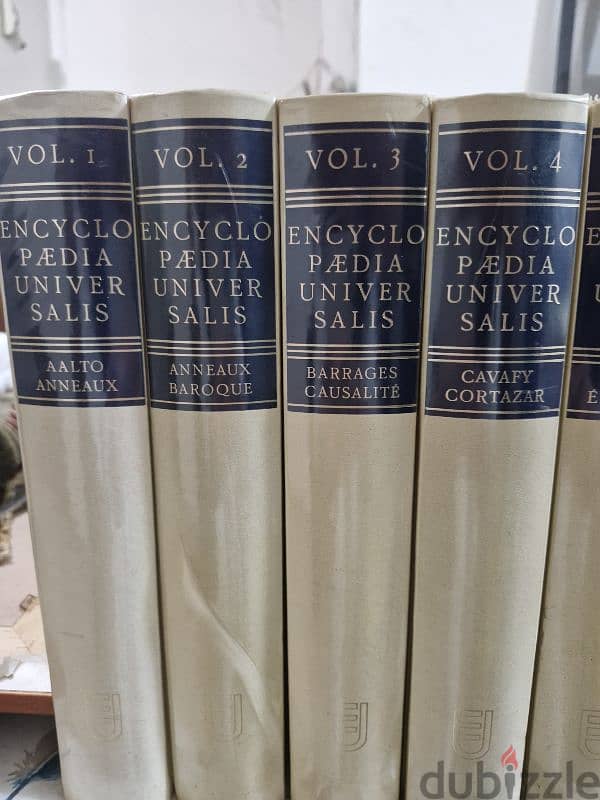 VOL. 1
ENCYCLO
PÆDIA
UNIVER
SALIS
AALTO
ANNEAUX
VOL. 2
ENCYCLO
PÆDIA
UNIVER
SALIS
ANNEAUX
BAROQUE
VOL. 3
ENCYCLO
PÆDIA
UNIVER
SALIS
BARRAGES
CAUSALITÉ
VOL. 4
ENCYCLO
PÆDIA
UNIVER
SALIS
CAVAFY
CORTAZAR
dubizzle